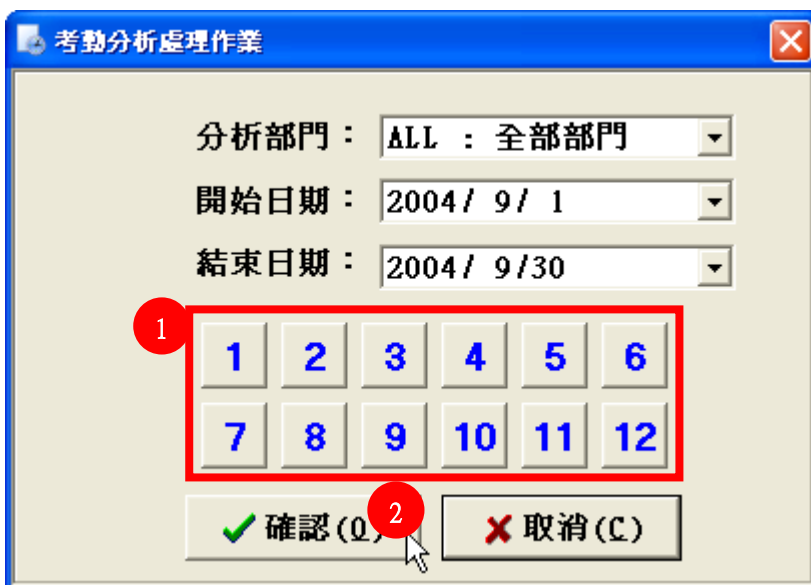 考勤分析處理作業
分析部門： ALL : 全部部門
開始日期： 2004/ 9/ 1
結束日期： 2004/ 9/30
1
1 2 3 4 5 6
7 8 9 10 11 12
確認(O) 2 取消(C)